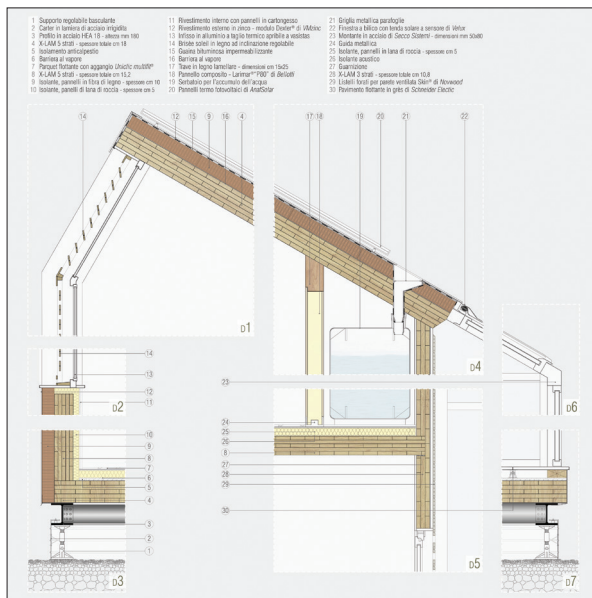 1 Supporto regolabile basculante
2 Carter in lamiera di acciaio irrigidita
3 Profilo in acciaio HEA 18 - altezza mm 180
4 X-LAM 5 strati - spessore totale cm 18
5 Isolamento anticalpestio
6 Barriera al vapore
7 Parquet flottante con aggangio Uniclic multifit®
8 X-LAM 5 strati - spessore totale cm 15,2
9 Isolante, pannelli in fibra di legno - spessore cm 10
10 Isolante, panelli di lana di roccia - spessore cm 5
11 Rivestimento interno con pannelli in cartongesso
12 Rivestimento esterno in zinco - modulo Dexter® di VMzinc
13 Infisso in alluminio a taglio termico apribile a wasistas
14 Brisée soleil in legno ad inclinazione regolabile
15 Guaina bituminosa impermeabilizzante
16 Barriera al vapore
17 Trave in legno lamellare - dimensioni cm 15x25
18 Pannello composito - Larimar® P80" di Bellotti
19 Serbatoio per l'accumolo dell'acqua
20 Pannelli termo fotovoltaici di AnafSolar
21 Griglia metallica parafoglie
22 Finestra a bilico con tenda solare a sensore di Velux
23 Montante in acciaio di Secco Sistemi - dimensioni mm 50x80
24 Guida metallica
25 Isolante, pannelli in lana di roccia - spessore cm 5
26 Isolante acustico
27 Guarnizione
28 X-LAM 3 strati - spessore totale cm 10,8
29 Listelli forati per parete ventilata Skin® di Norwood
30 Pavimento flottante in grès di Schneider Electic
14
12 15 9 16 4
17 18
19
20
21
22
D1
D4
14
13
12
11
10
9
8
7
6
5
4
3
2
1
D2
D3
23
24
25
26
8
27
28
29
30
D5
D6
D7